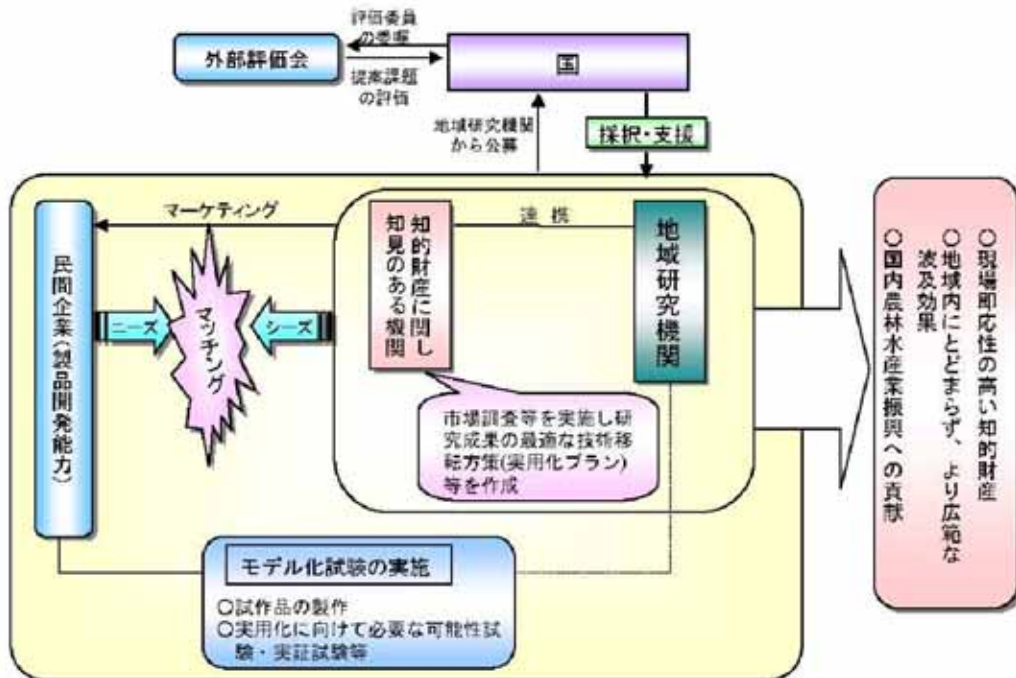 評価委員
の委嘱
外部評価会
国
提案課題
の評価
地域研究機関
から公募
採択・支援
マーケティング
連携
民間企業(製品開発能力)
ニーズ
マッチング
シーズ
知的財産に関し
知見のある機関
地域研究機関
市場調査等を実施し研
究成果の最適な技術移
転方策(実用化プラン)
等を作成
モデル化試験の実施
○試作品の製作
○実用化に向けて必要な可能性試
験・実証試験等
○現場即応性の高い知的財産
○地域内にとどまらず、より広範な
波及効果
○国内農林水産業振興への貢献